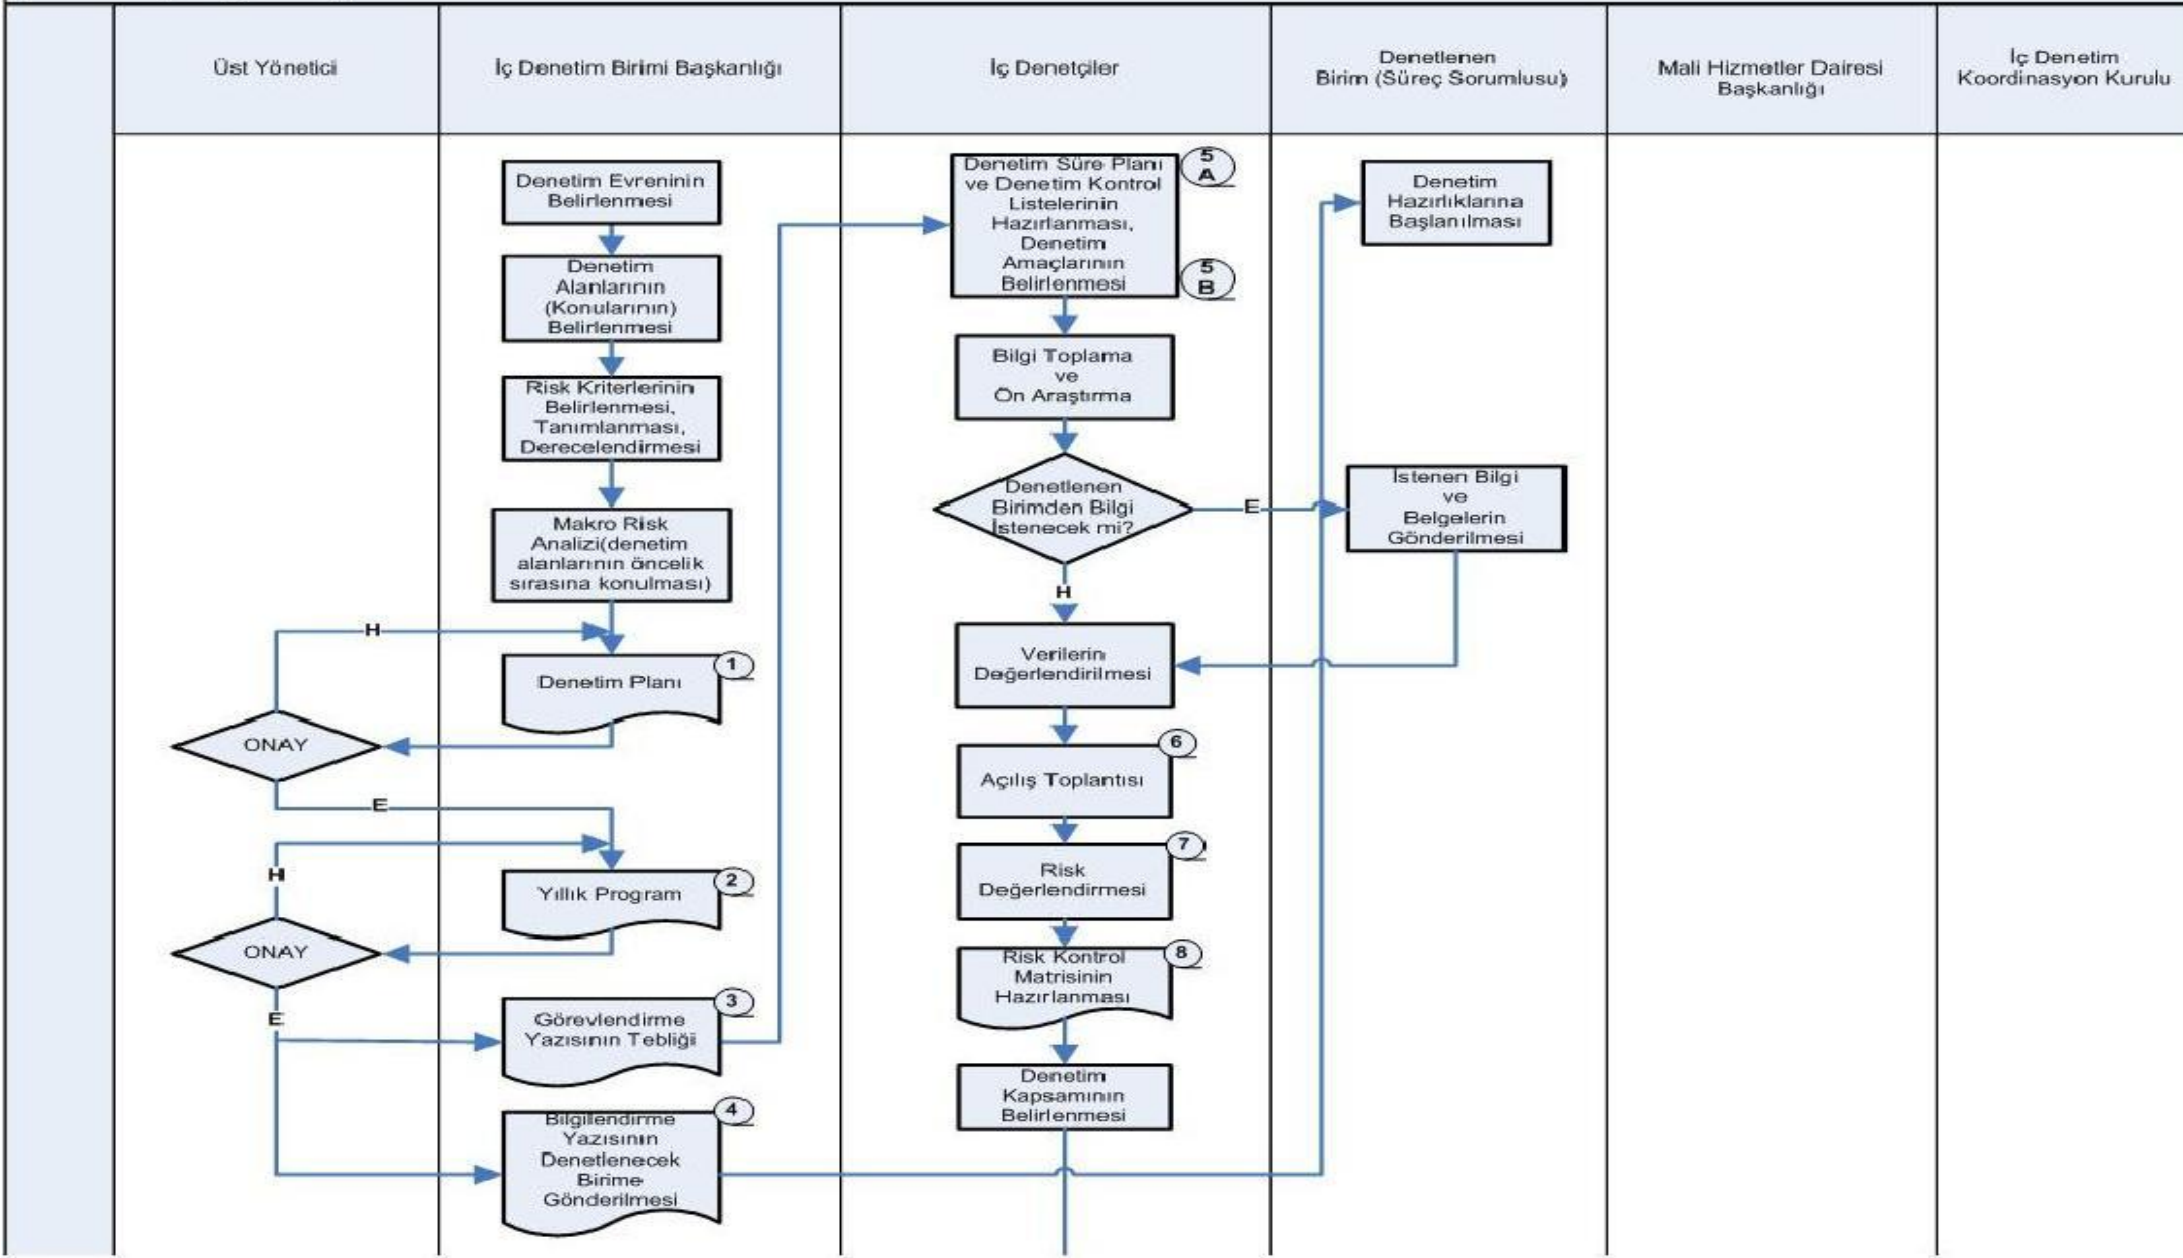 Üst Yönetici
İç Denetim Birimi Başkanlığı
İç Denetçiler
Denetlenen
Birim (Süreç Sorumlusu)
Mali Hizmetler Dairesi
Başkanlığı
İç Denetim
Koordinasyon Kurulu
Denetim Evreninin
Belirlenmesi
Denetim
Alanlarının
(Konularının)
Belirlenmesi
Risk Kriterlerinin
Belirlenmesi,
Tanımlanması,
Derecelendirmesi
Makro Risk
Analizi(denetim
alanlarının öncelik
sırasına konulması)
H
Denetim Planı
1
ONAY
E
H
Yıllık Program
2
ONAY
E
Görevlendirme
Yazısının Tebliği
3
Bilgilendirme
Yazısının
Denetlenecek
Birime
Gönderilmesi
4
Denetim Süre Planı
ve Denetim Kontrol
Listelerinin
Hazırlanması,
Denetim
Amaçlarının
Belirlenmesi
5
A
5
B
Bilgi Toplama
ve
Ön Araştırma
Denetlenen
Birimden Bilgi
İstenecek mi?
E
H
Verilerin
Değerlendirilmesi
Açılış Toplantısı
6
Risk
Değerlendirmesi
7
Risk Kontrol
Matrisinin
Hazırlanması
8
Denetim
Kapsamının
Belirlenmesi
Denetim
Hazırlıklarına
Başlanılması
İstenen Bilgi
ve
Belgelerin
Gönderilmesi